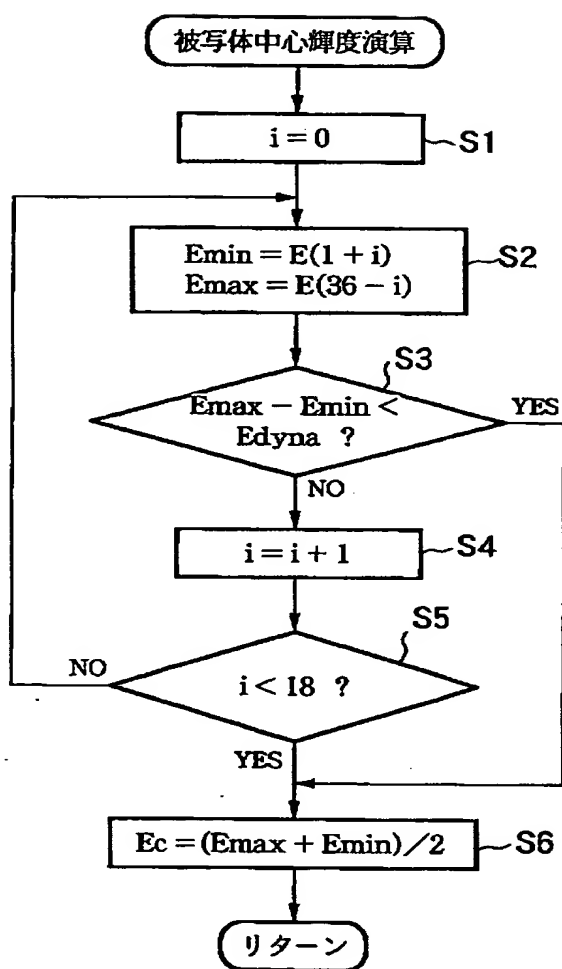 被写体中心輝度演算
i = 0
S1
Emin = E(1 + i)
Emax = E(36 - i)
S2
S3
Emax - Emin <
Edyna ?
YES
NO
i = i + 1
S4
S5
NO
i < 18 ?
YES
Ec = (Emax + Emin)/2
S6
リターン